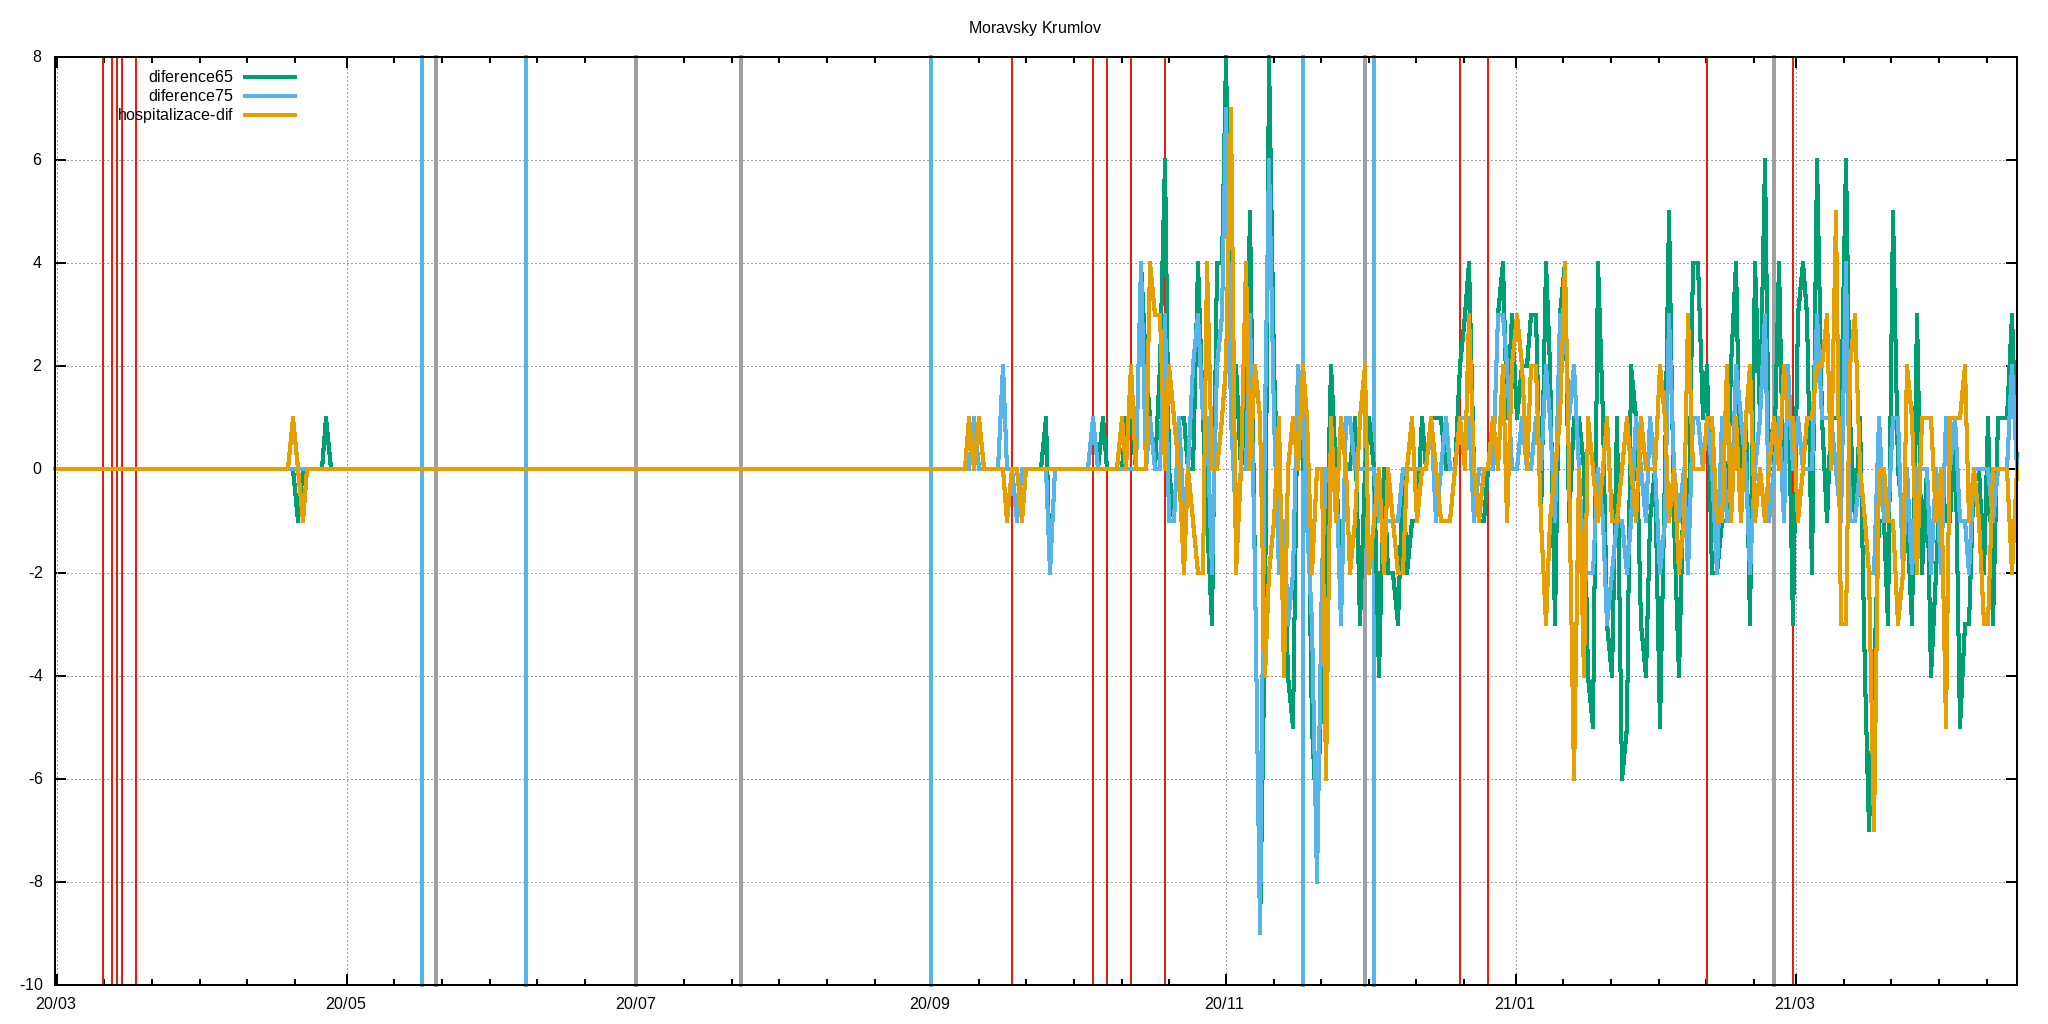 Moravsky Krumlov
8
diference65
diference75
hospitalizace-dif
6
4
2
0
-2
-4
-6
-8
-10
20/03 20/05 20/07 20/09 20/11 21/01 21/03